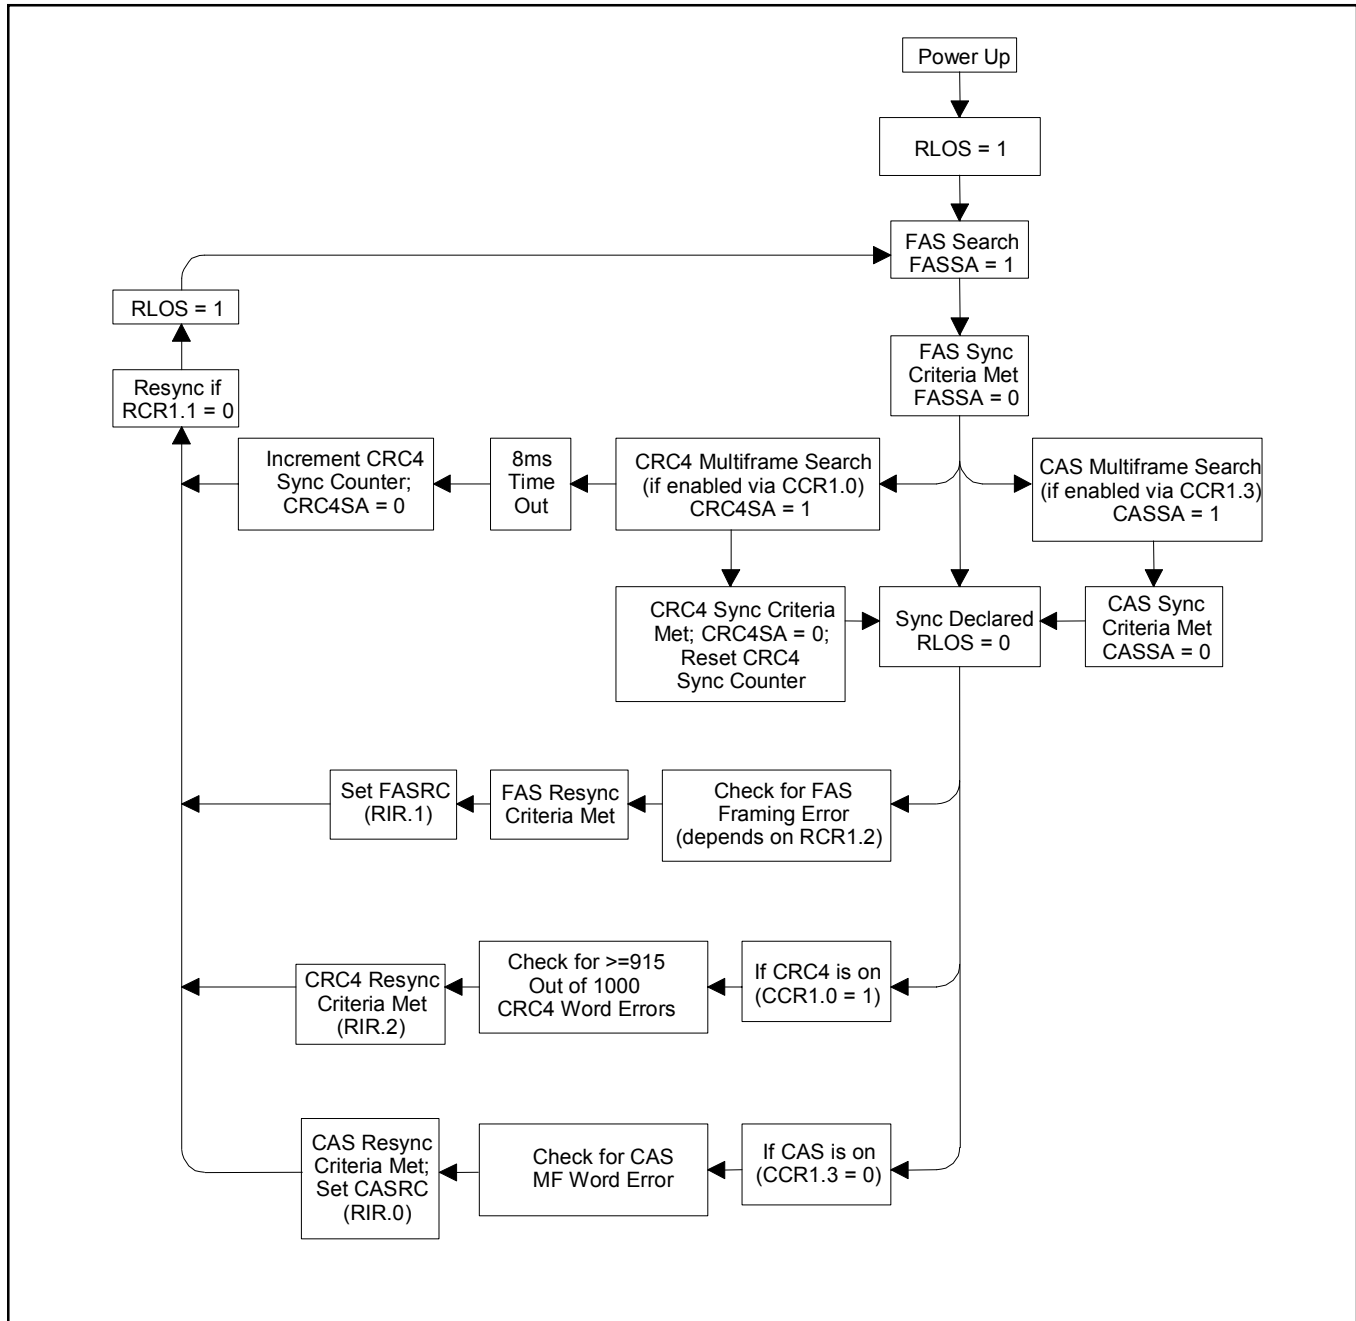 Power Up
RLOS = 1
FAS Search
FASSA = 1
RLOS = 1
FAS Sync
Criteria Met
FASSA = 0
Resync if
RCR1.1 = 0
Increment CRC4
Sync Counter;
CRC4SA = 0
8ms
Time
Out
CRC4 Multiframe Search
(if enabled via CCR1.0)
CRC4SA = 1
CAS Multiframe Search
(if enabled via CCR1.3)
CASSA = 1
CRC4 Sync Criteria
Met; CRC4SA = 0;
Reset CRC4
Sync Counter
Sync Declared
RLOS = 0
CAS Sync
Criteria Met
CASSA = 0
Set FASRC
(RIR.1)
FAS Resync
Criteria Met
Check for FAS
Framing Error
(depends on RCR1.2)
CRC4 Resync
Criteria Met
(RIR.2)
Check for >=915
Out of 1000
CRC4 Word Errors
If CRC4 is on
(CCR1.0 = 1)
CAS Resync
Criteria Met;
Set CASRC
(RIR.0)
Check for CAS
MF Word Error
If CAS is on
(CCR1.3 = 0)